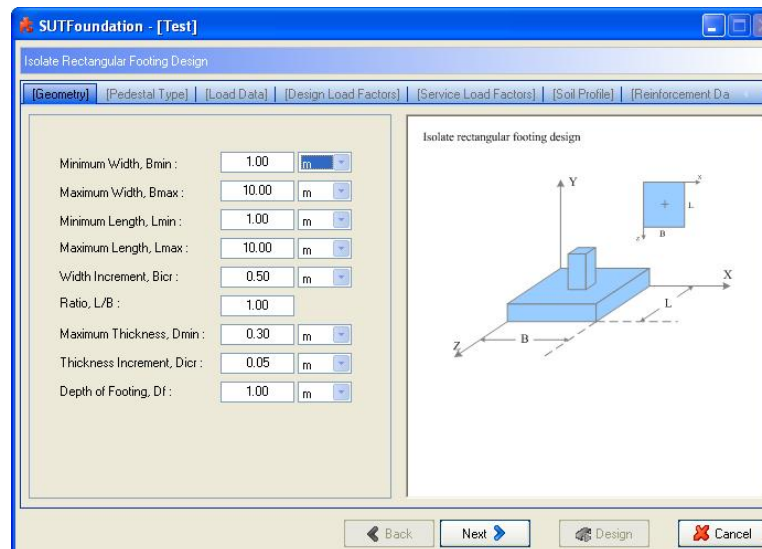 SUTFoundation - [Test]
Isolate Rectangular Footing Design
[Geometry] [Pedestal Type] [Load Data] [Design Load Factors] [Service Load Factors] [Soil Profile] [Reinforcement Da
Minimum Width, Bmin : 1.00 m
Maximum Width, Bmax : 10.00 m
Minimum Length, Lmin : 1.00 m
Maximum Length, Lmax : 10.00 m
Width Increment, Bicr : 0.50 m
Ratio, L/B : 1.00
Maximum Thickness, Dmin : 0.30 m
Thickness Increment, Dicr : 0.05 m
Depth of Footing, Df : 1.00 m
Isolate rectangular footing design
Y
x
L
z B
X
L
B
Z
Back Next Design Cancel